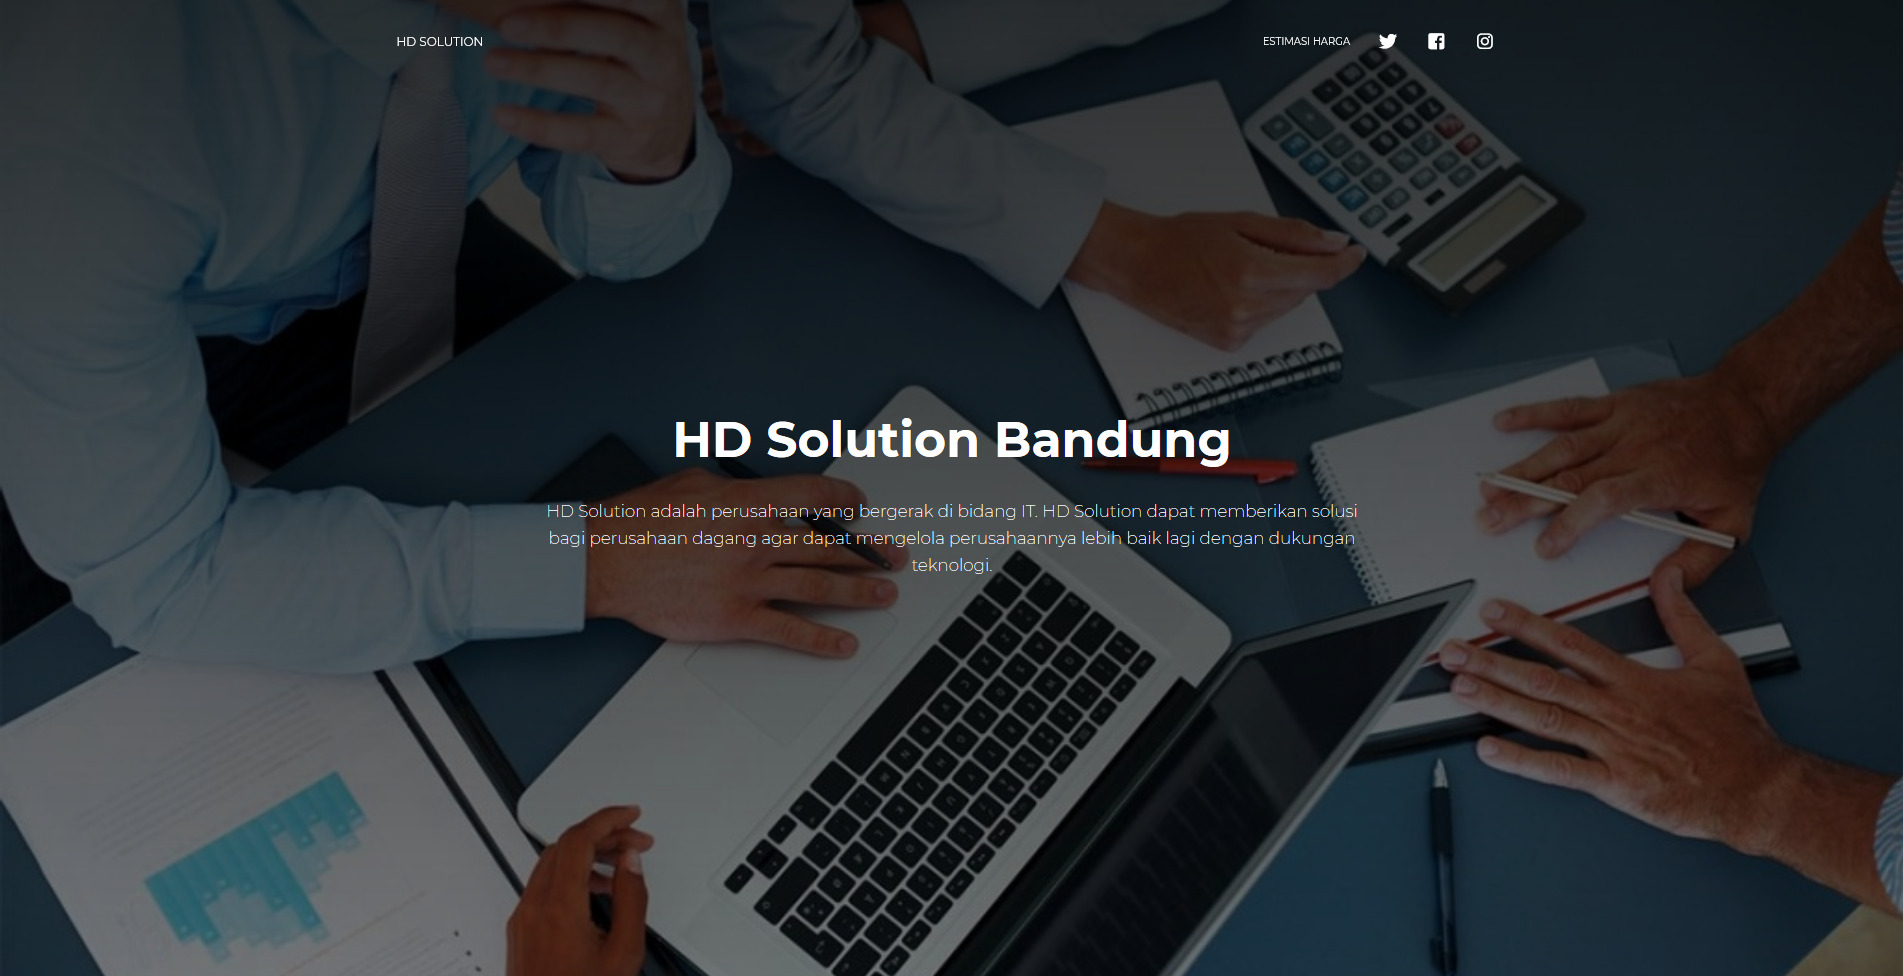 HD SOLUTION
ESTIMASI HARGA
HD Solution Bandung
HD Solution adalah perusahaan yang bergerak di bidang IT. HD Solution dapat memberikan solusi
bagi perusahaan dagang agar dapat mengelola perusahaannya lebih baik lagi dengan dukungan
teknologi.